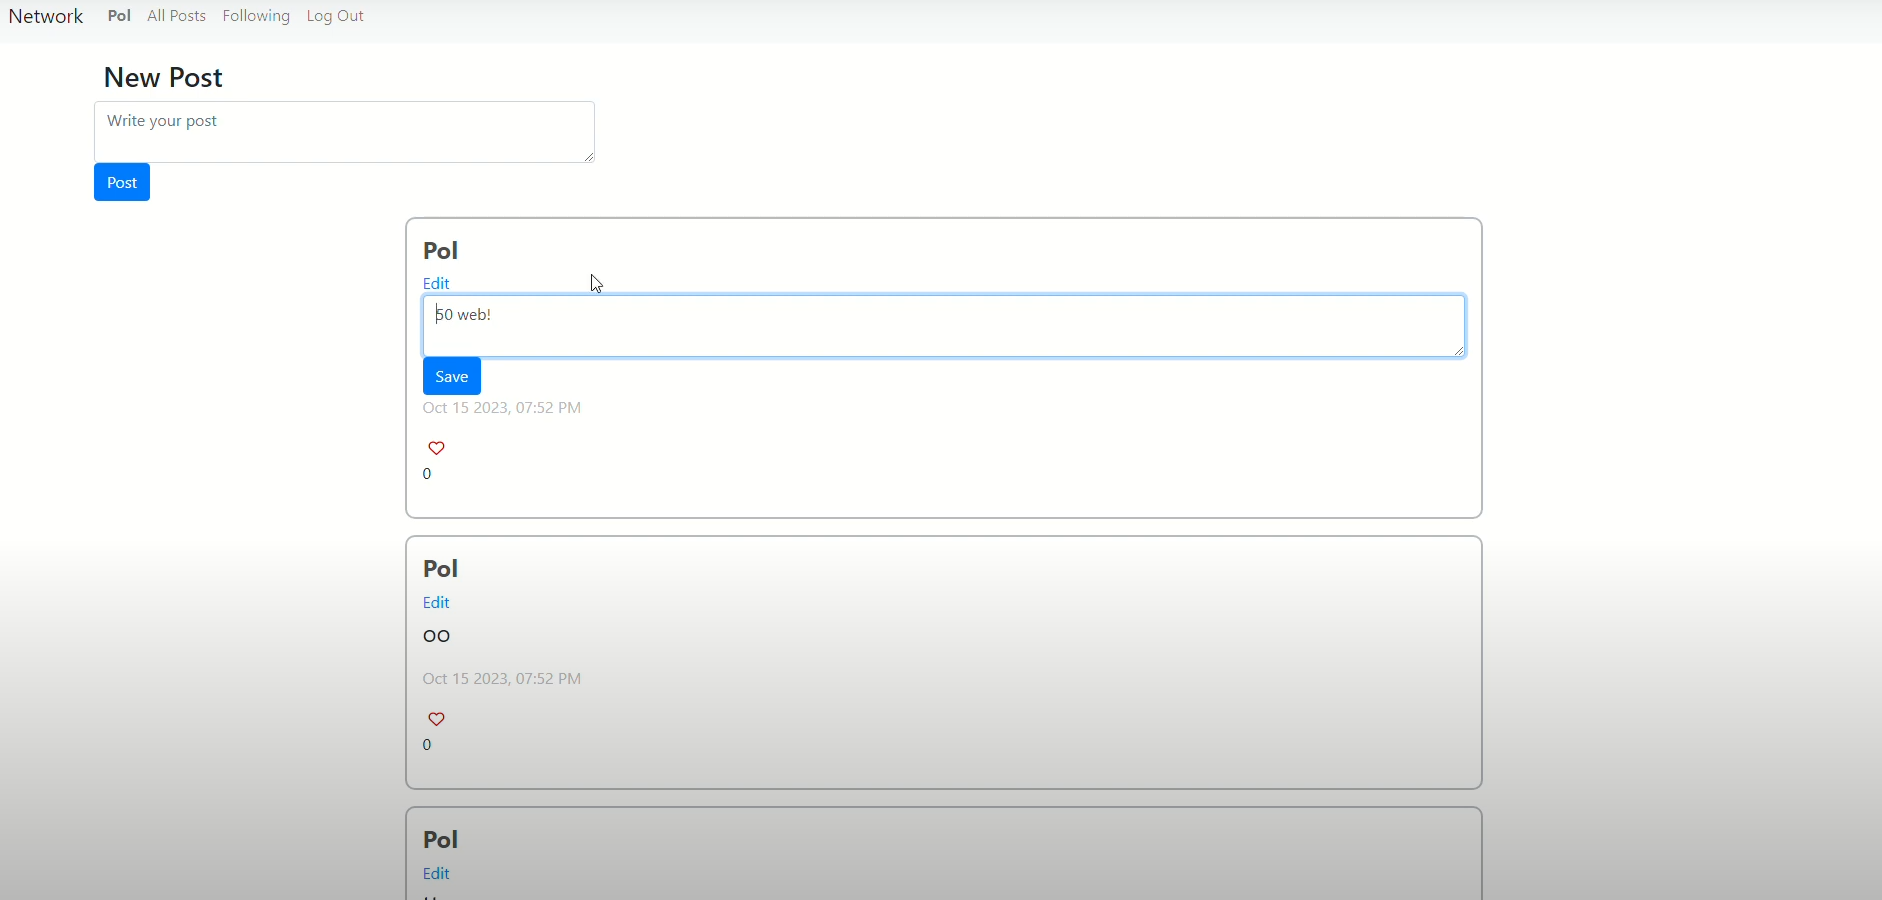 Network Pol All Posts Following Log Out
New Post
Write your post
Post
Pol
Edit
50 web!
Save
Oct 15 2023, 07:52 PM
0
Pol
Edit
OO
Oct 15 2023, 07:52 PM
0
Pol
Edit